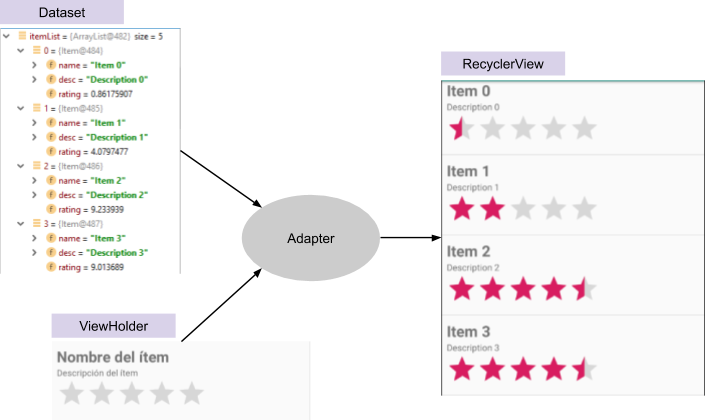 Dataset
itemList = {ArrayList@482} size = 5
0 = {Item@484}
name = "Item 0"
desc = "Description 0"
rating = 0.86175907
1 = {Item@485}
name = "Item 1"
desc = "Description 1"
rating = 4.0797477
2 = {Item@486}
name = "Item 2"
desc = "Description 2"
rating = 9.233939
3 = {Item@487}
name = "Item 3"
desc = "Description 3"
rating = 9.013689
ViewHolder
Nombre del ítem
Descripción del ítem
Adapter
RecyclerView
Item 0
Description 0
Item 1
Description 1
Item 2
Description 2
Item 3
Description 3